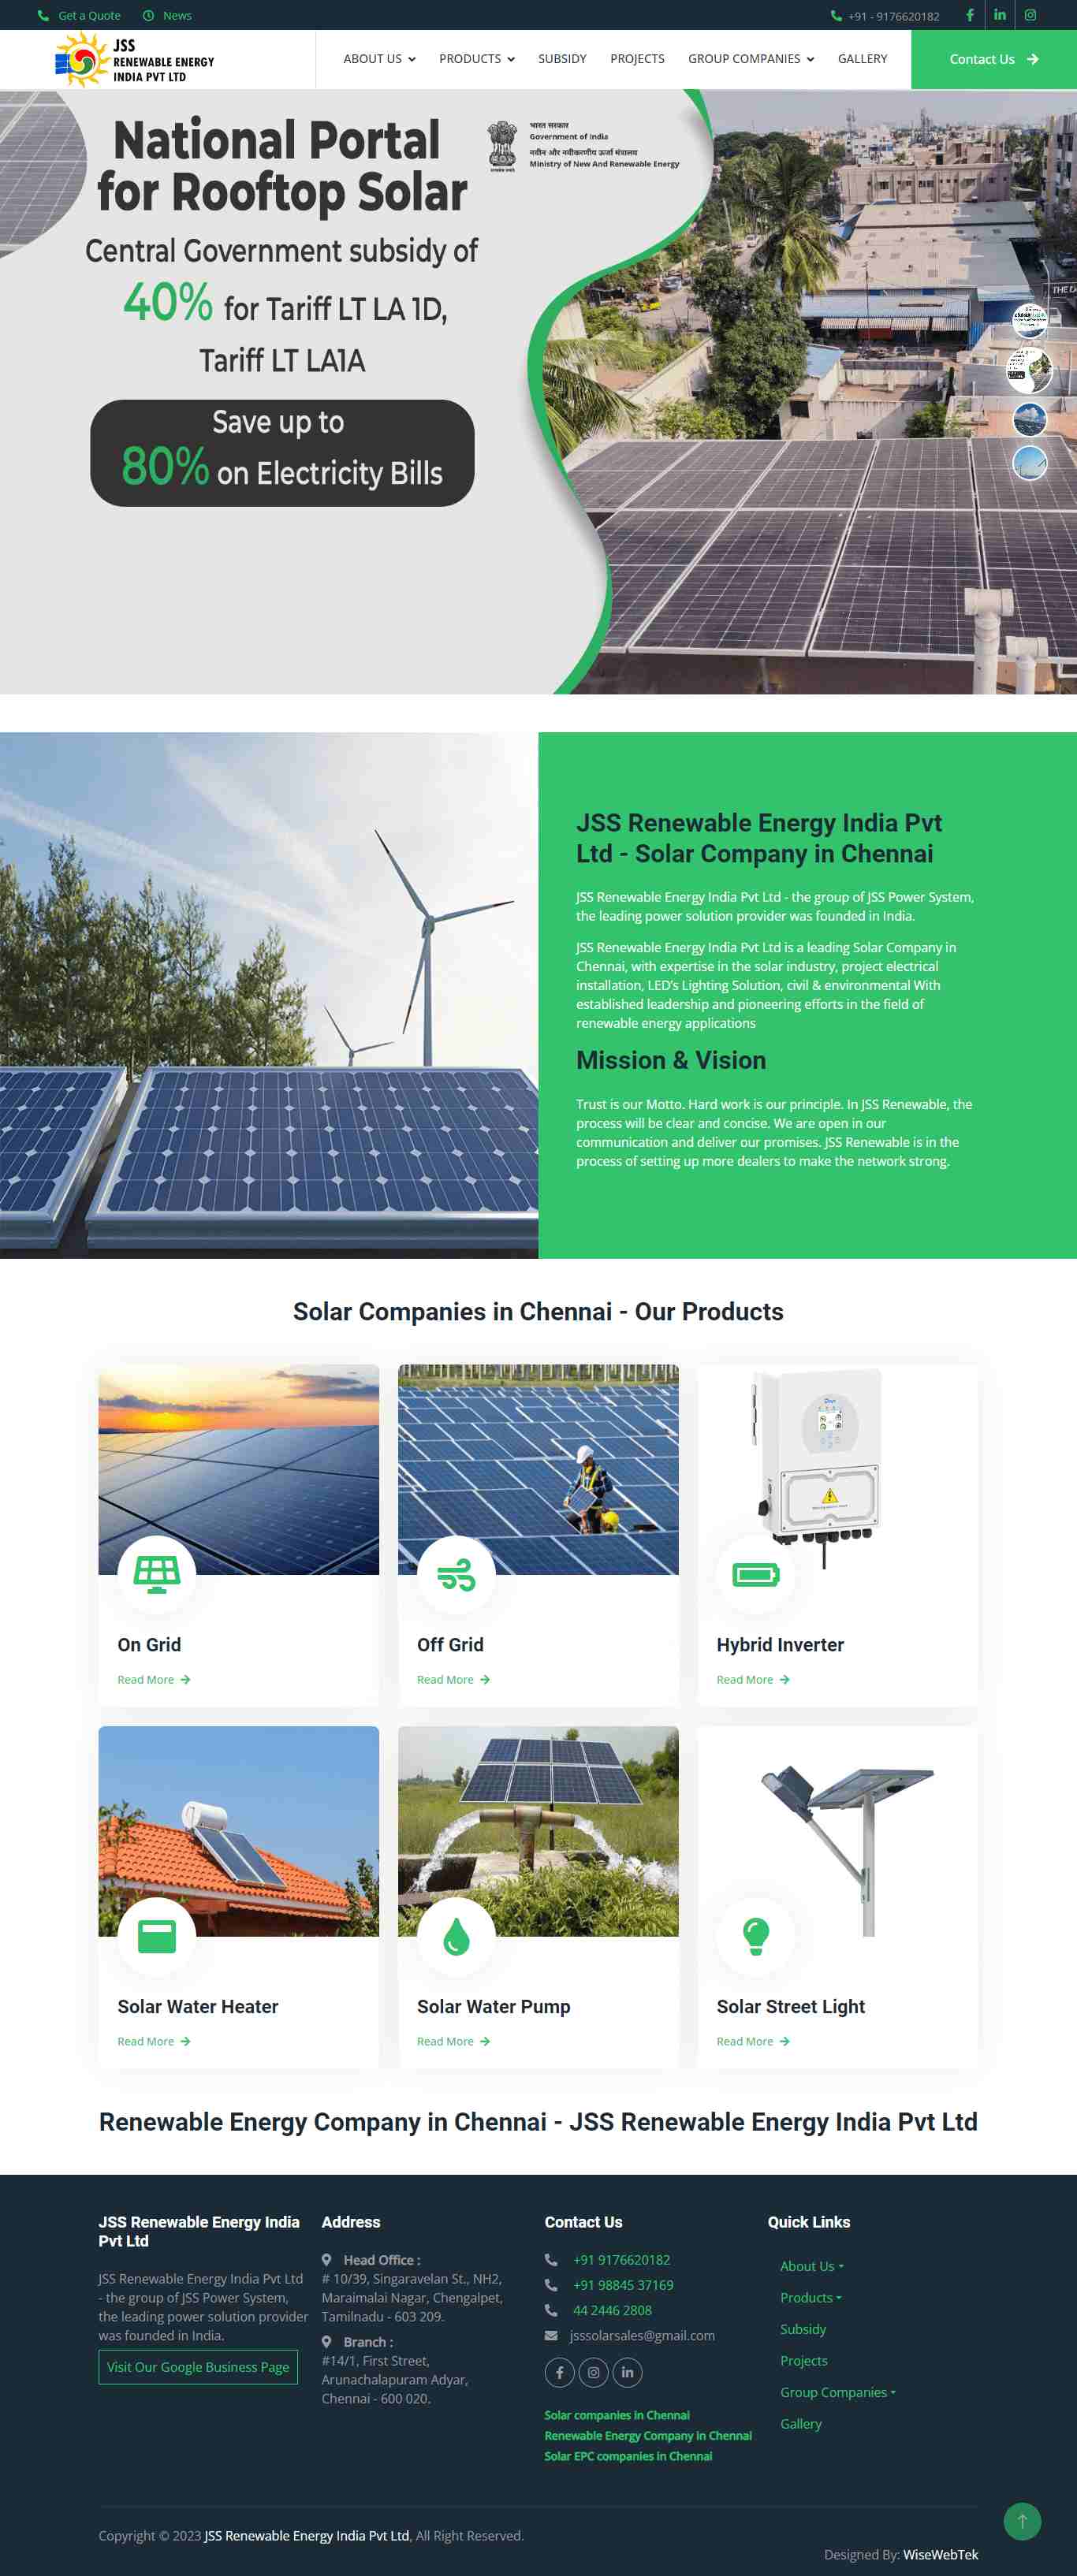 Get a Quote
News
+91 - 9176620182
JSS
RENEWABLE ENERGY
INDIA PVT LTD
ABOUT US
PRODUCTS
SUBSIDY
PROJECTS
GROUP COMPANIES
GALLERY
Contact Us
National Portal
for Rooftop Solar
भारत सरकार
Government of India
नवीन और नवीकरणीय ऊर्जा मंत्रालय
Ministry of New And Renewable Energy
Central Government subsidy of
40% for Tariff LT LA 1D,
Tariff LT LA1A
Save up to
80% on Electricity Bills
JSS Renewable Energy India Pvt
Ltd - Solar Company in Chennai
JSS Renewable Energy India Pvt Ltd - the group of JSS Power System,
the leading power solution provider was founded in India.
JSS Renewable Energy India Pvt Ltd is a leading Solar Company in
Chennai, with expertise in the solar industry, project electrical
installation, LED's Lighting Solution, civil & environmental With
established leadership and pioneering efforts in the field of
renewable energy applications
Mission & Vision
Trust is our Motto. Hard work is our principle. In JSS Renewable, the
process will be clear and concise. We are open in our
communication and deliver our promises. JSS Renewable is in the
process of setting up more dealers to make the network strong.
Solar Companies in Chennai - Our Products
On Grid
Read More
Off Grid
Read More
Hybrid Inverter
Read More
Solar Water Heater
Read More
Solar Water Pump
Read More
Solar Street Light
Read More
Renewable Energy Company in Chennai - JSS Renewable Energy India Pvt Ltd
JSS Renewable Energy India
Pvt Ltd
JSS Renewable Energy India Pvt Ltd
- the group of JSS Power System,
the leading power solution provider
was founded in India.
Visit Our Google Business Page
Address
Head Office :
# 10/39, Singaravelan St., NH2,
Maraimalai Nagar, Chengalpet,
Tamilnadu - 603 209.
Branch :
#14/1, First Street,
Arunachalapuram Adyar,
Chennai - 600 020.
Contact Us
+91 9176620182
+91 98845 37169
44 2446 2808
jsssolarsales@gmail.com
Solar companies in Chennai
Renewable Energy Company in Chennai
Solar EPC companies in Chennai
Quick Links
About Us
Products
Subsidy
Projects
Group Companies
Gallery
Copyright © 2023 JSS Renewable Energy India Pvt Ltd, All Right Reserved.
Designed By: WiseWebTek